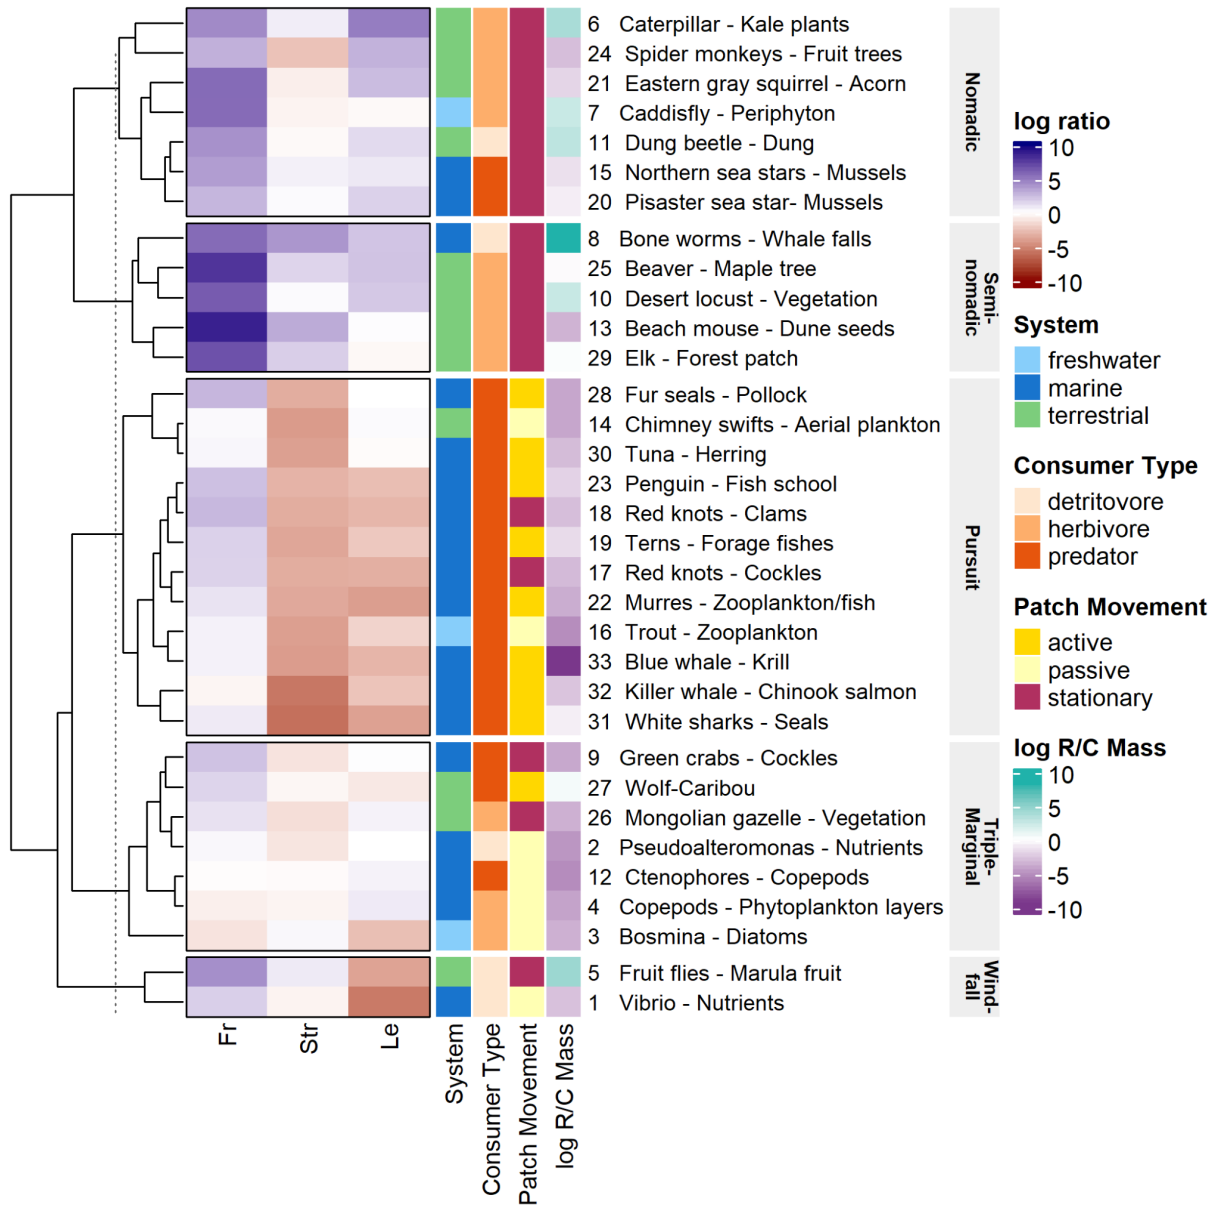 6 Caterpillar - Kale plants
24 Spider monkeys - Fruit trees
21 Eastern gray squirrel - Acorn
7 Caddisfly - Periphyton
11 Dung beetle - Dung
15 Northern sea stars - Mussels
20 Pisaster sea star- Mussels
Nomadic
8 Bone worms - Whale falls
25 Beaver - Maple tree
10 Desert locust - Vegetation
13 Beach mouse - Dune seeds
29 Elk - Forest patch
Semi-
nomadic
28 Fur seals - Pollock
14 Chimney swifts - Aerial plankton
30 Tuna - Herring
23 Penguin - Fish school
18 Red knots - Clams
19 Terns - Forage fishes
17 Red knots - Cockles
22 Murres - Zooplankton/fish
16 Trout - Zooplankton
33 Blue whale - Krill
32 Killer whale - Chinook salmon
31 White sharks - Seals
Pursuit
9 Green crabs - Cockles
27 Wolf-Caribou
26 Mongolian gazelle - Vegetation
2 Pseudoalteromonas - Nutrients
12 Ctenophores - Copepods
4 Copepods - Phytoplankton layers
3 Bosmina - Diatoms
Triple-
Marginal
5 Fruit flies - Marula fruit
1 Vibrio - Nutrients
Wind-
fall
Fr
Str
Le
System
Consumer Type
Patch Movement
log R/C Mass
log ratio
10
5
0
-5
-10
System
freshwater
marine
terrestrial
Consumer Type
detritovore
herbivore
predator
Patch Movement
active
passive
stationary
log R/C Mass
10
5
0
-5
-10